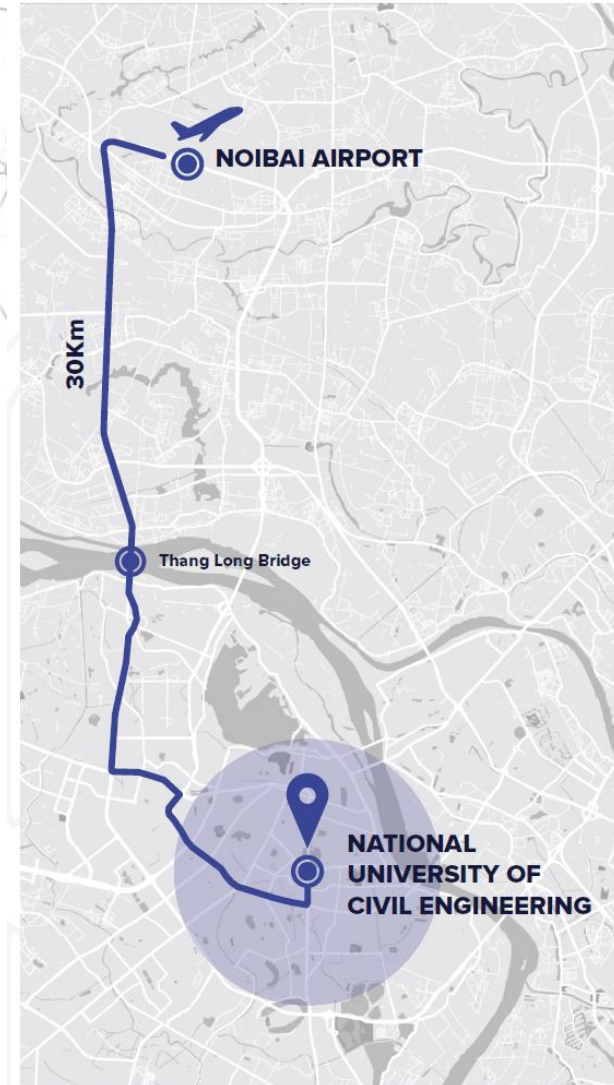 NOIBAI AIRPORT
30Km
Thang Long Bridge
NATIONAL
UNIVERSITY OF
CIVIL ENGINEERING